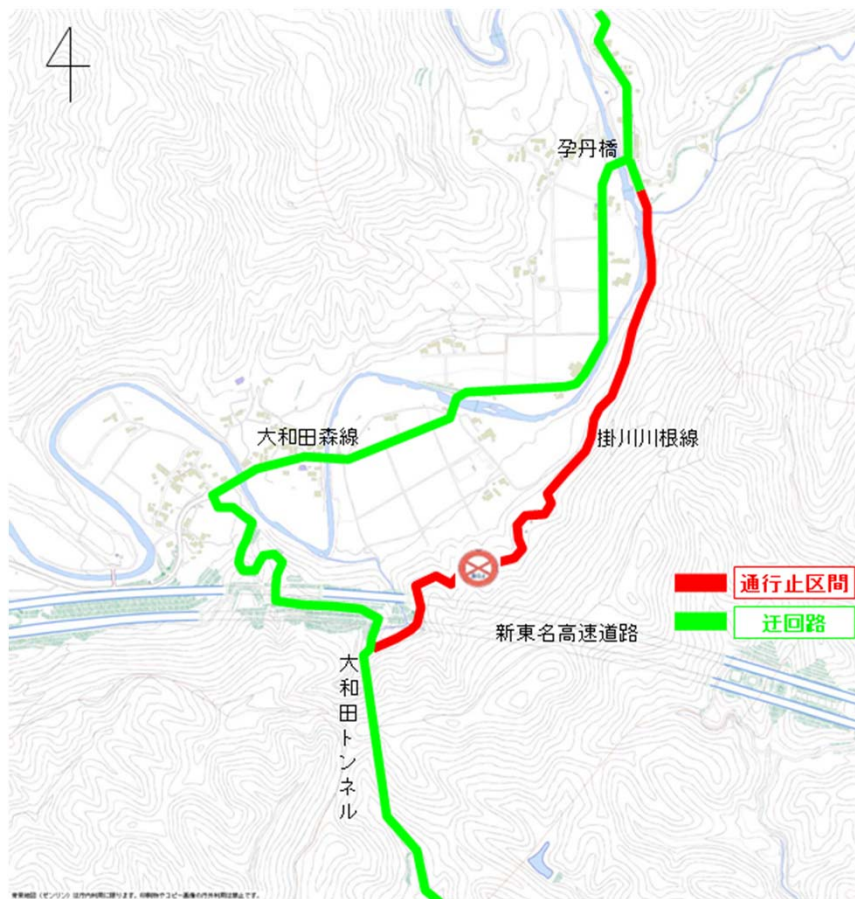 孕丹橋
大和田森線
掛川川根線
通行止区間
迂回路
新東名高速道路
大和田トンネル